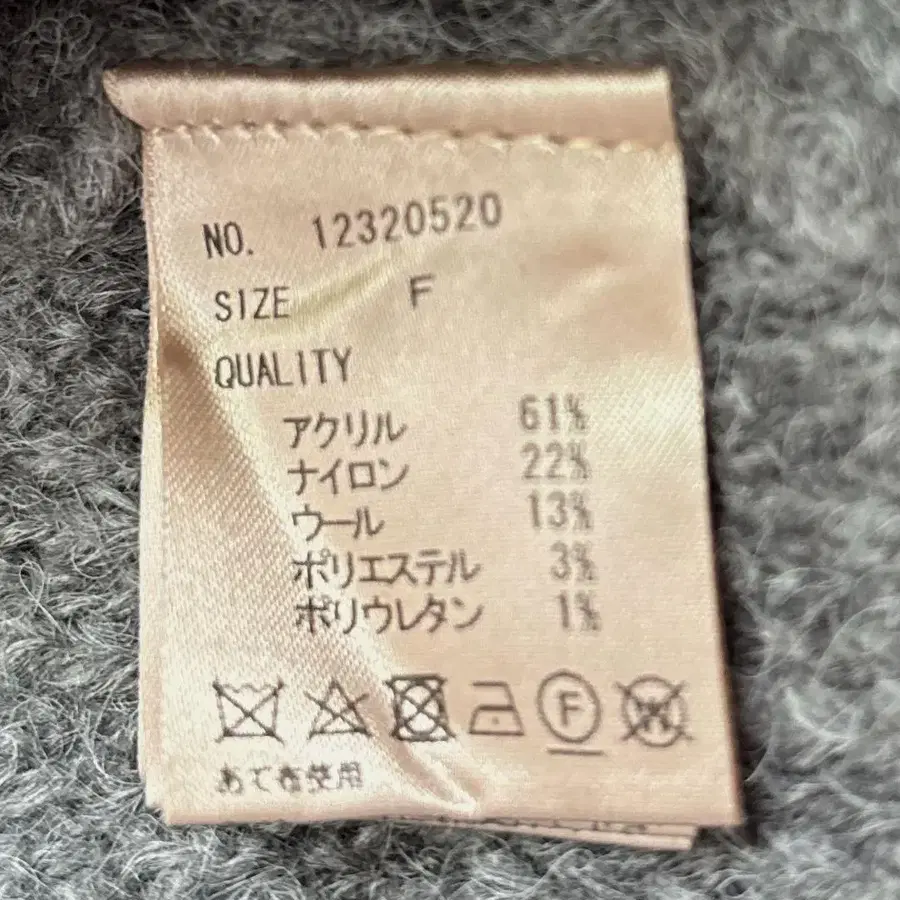 NO. 12320520
SIZE F
QUALITY
アクリル 61%
ナイロン 22%
ウール 13%
ポリエステル 3%
ポリウレタン 1%
F W
あて布使用